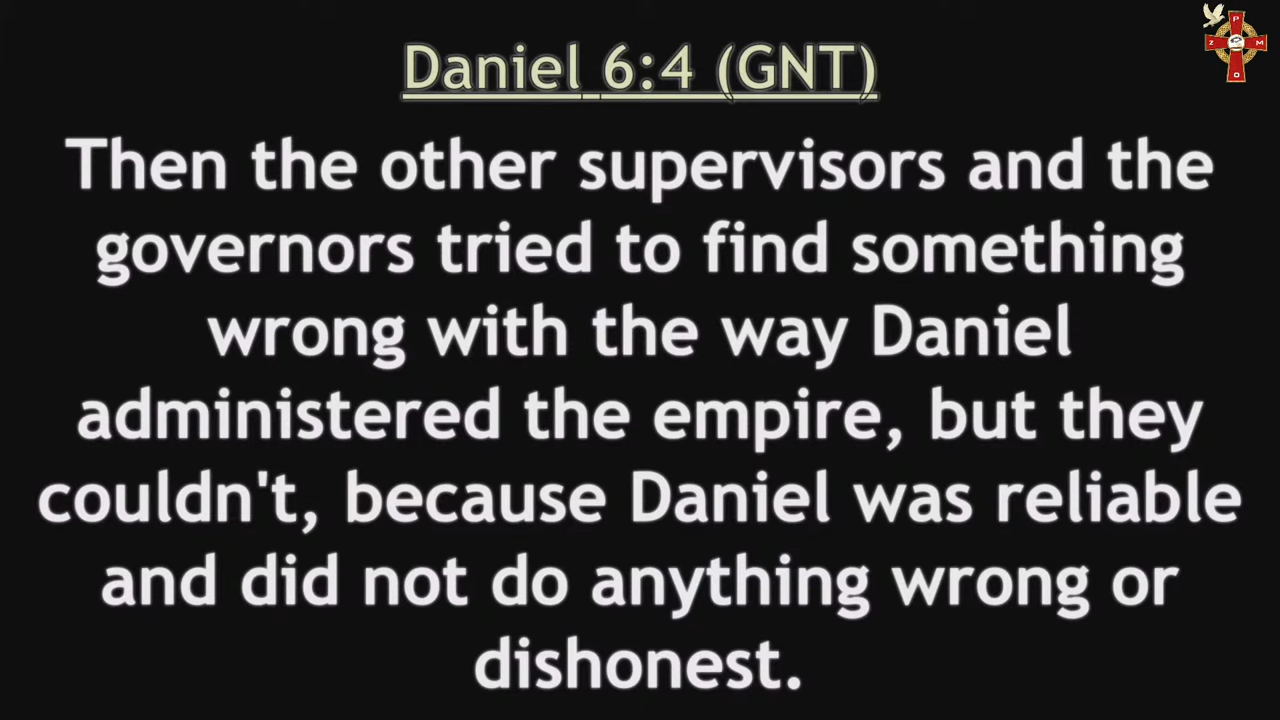 Daniel 6:4 (GNT)
Then the other supervisors and the
governors tried to find something
wrong with the way Daniel
administered the empire, but they
couldn't, because Daniel was reliable
and did not do anything wrong or
dishonest.
P
Z M
O